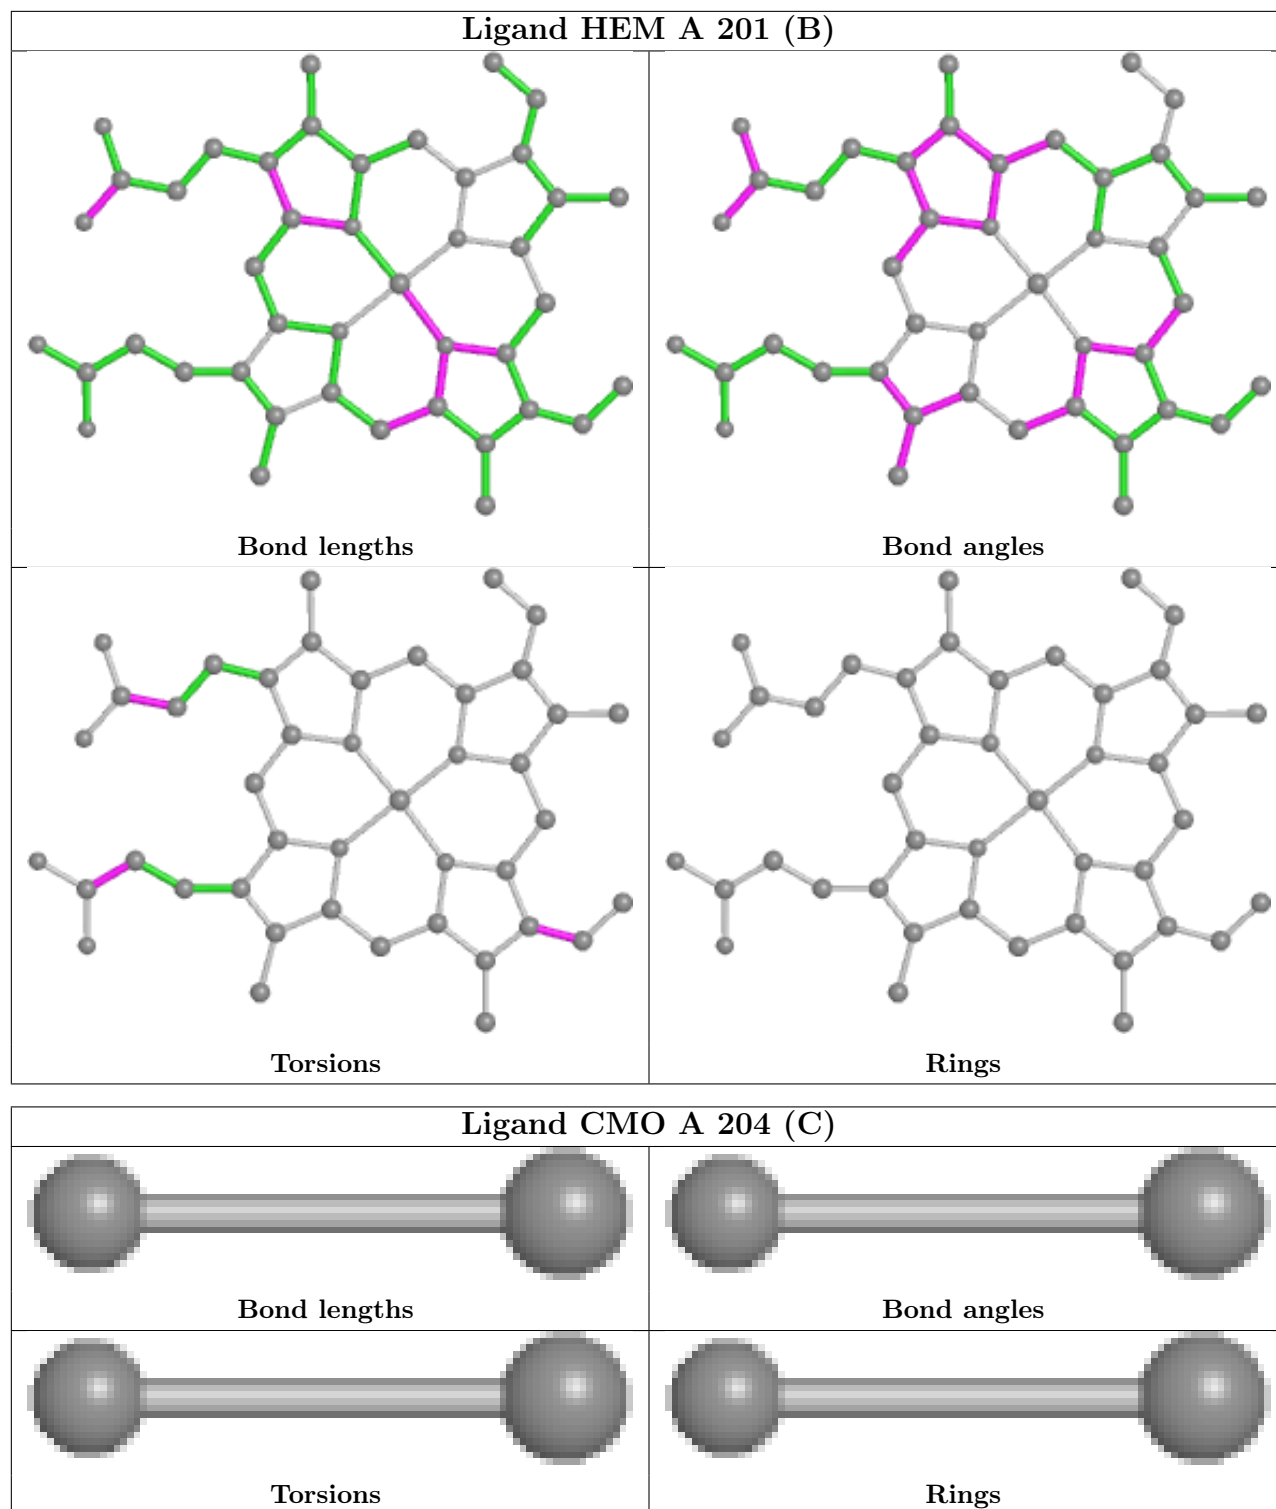 Ligand HEM A 201 (B)
Bond lengths
Bond angles
Torsions
Rings
Ligand CMO A 204 (C)
Bond lengths
Bond angles
Torsions
Rings